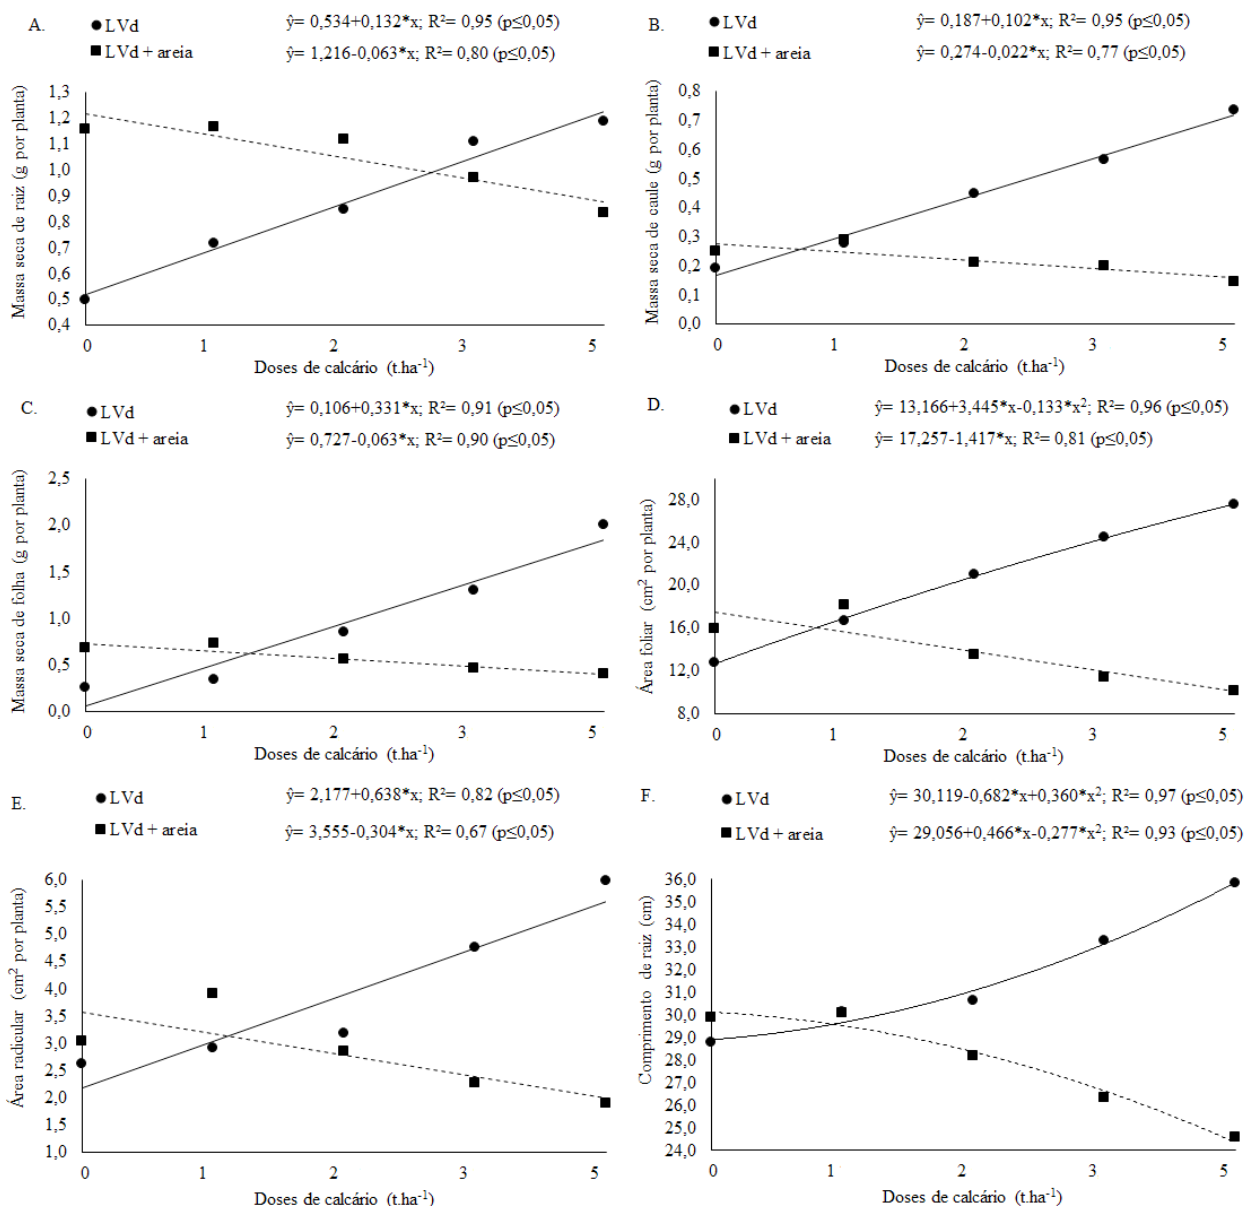 A.
LVd ŷ= 0,534+0,132*x; R²= 0,95 (p≤0,05)
LVd + areia ŷ= 1,216-0,063*x; R²= 0,80 (p≤0,05)
Massa seca de raiz (g por planta)
1,3
1,2
1,1
1,0
0,9
0,8
0,7
0,6
0,5
0,4
0 1 2 3 5
Doses de calcário (t.ha⁻¹)
B.
LVd ŷ= 0,187+0,102*x; R²= 0,95 (p≤0,05)
LVd + areia ŷ= 0,274-0,022*x; R²= 0,77 (p≤0,05)
Massa seca de caule (g por planta)
0,8
0,7
0,6
0,5
0,4
0,3
0,2
0,1
0,0
0 1 2 3 5
Doses de calcário (t.ha⁻¹)
C.
LVd ŷ= 0,106+0,331*x; R²= 0,91 (p≤0,05)
LVd + areia ŷ= 0,727-0,063*x; R²= 0,90 (p≤0,05)
Massa seca de folha (g por planta)
2,5
2,0
1,5
1,0
0,5
0,0
0 1 2 3 5
Doses de calcário (t.ha⁻¹)
D.
LVd ŷ= 13,166+3,445*x-0,133*x²; R²= 0,96 (p≤0,05)
LVd + areia ŷ= 17,257-1,417*x; R²= 0,81 (p≤0,05)
Área foliar (cm² por planta)
28,0
24,0
20,0
16,0
12,0
8,0
0 1 2 3 5
Doses de calcário (t.ha⁻¹)
E.
LVd ŷ= 2,177+0,638*x; R²= 0,82 (p≤0,05)
LVd + areia ŷ= 3,555-0,304*x; R²= 0,67 (p≤0,05)
Área radicular (cm² por planta)
6,0
5,0
4,5
4,0
3,5
3,0
2,5
2,0
1,5
1,0
0 1 2 3 5
Doses de calcário (t.ha⁻¹)
F.
LVd ŷ= 30,119-0,682*x+0,360*x²; R²= 0,97 (p≤0,05)
LVd + areia ŷ= 29,056+0,466*x-0,277*x²; R²= 0,93 (p≤0,05)
Comprimento de raiz (cm)
36,0
35,0
34,0
33,0
32,0
31,0
30,0
29,0
28,0
27,0
26,0
25,0
24,0
0 1 2 3 5
Doses de calcário (t.ha⁻¹)